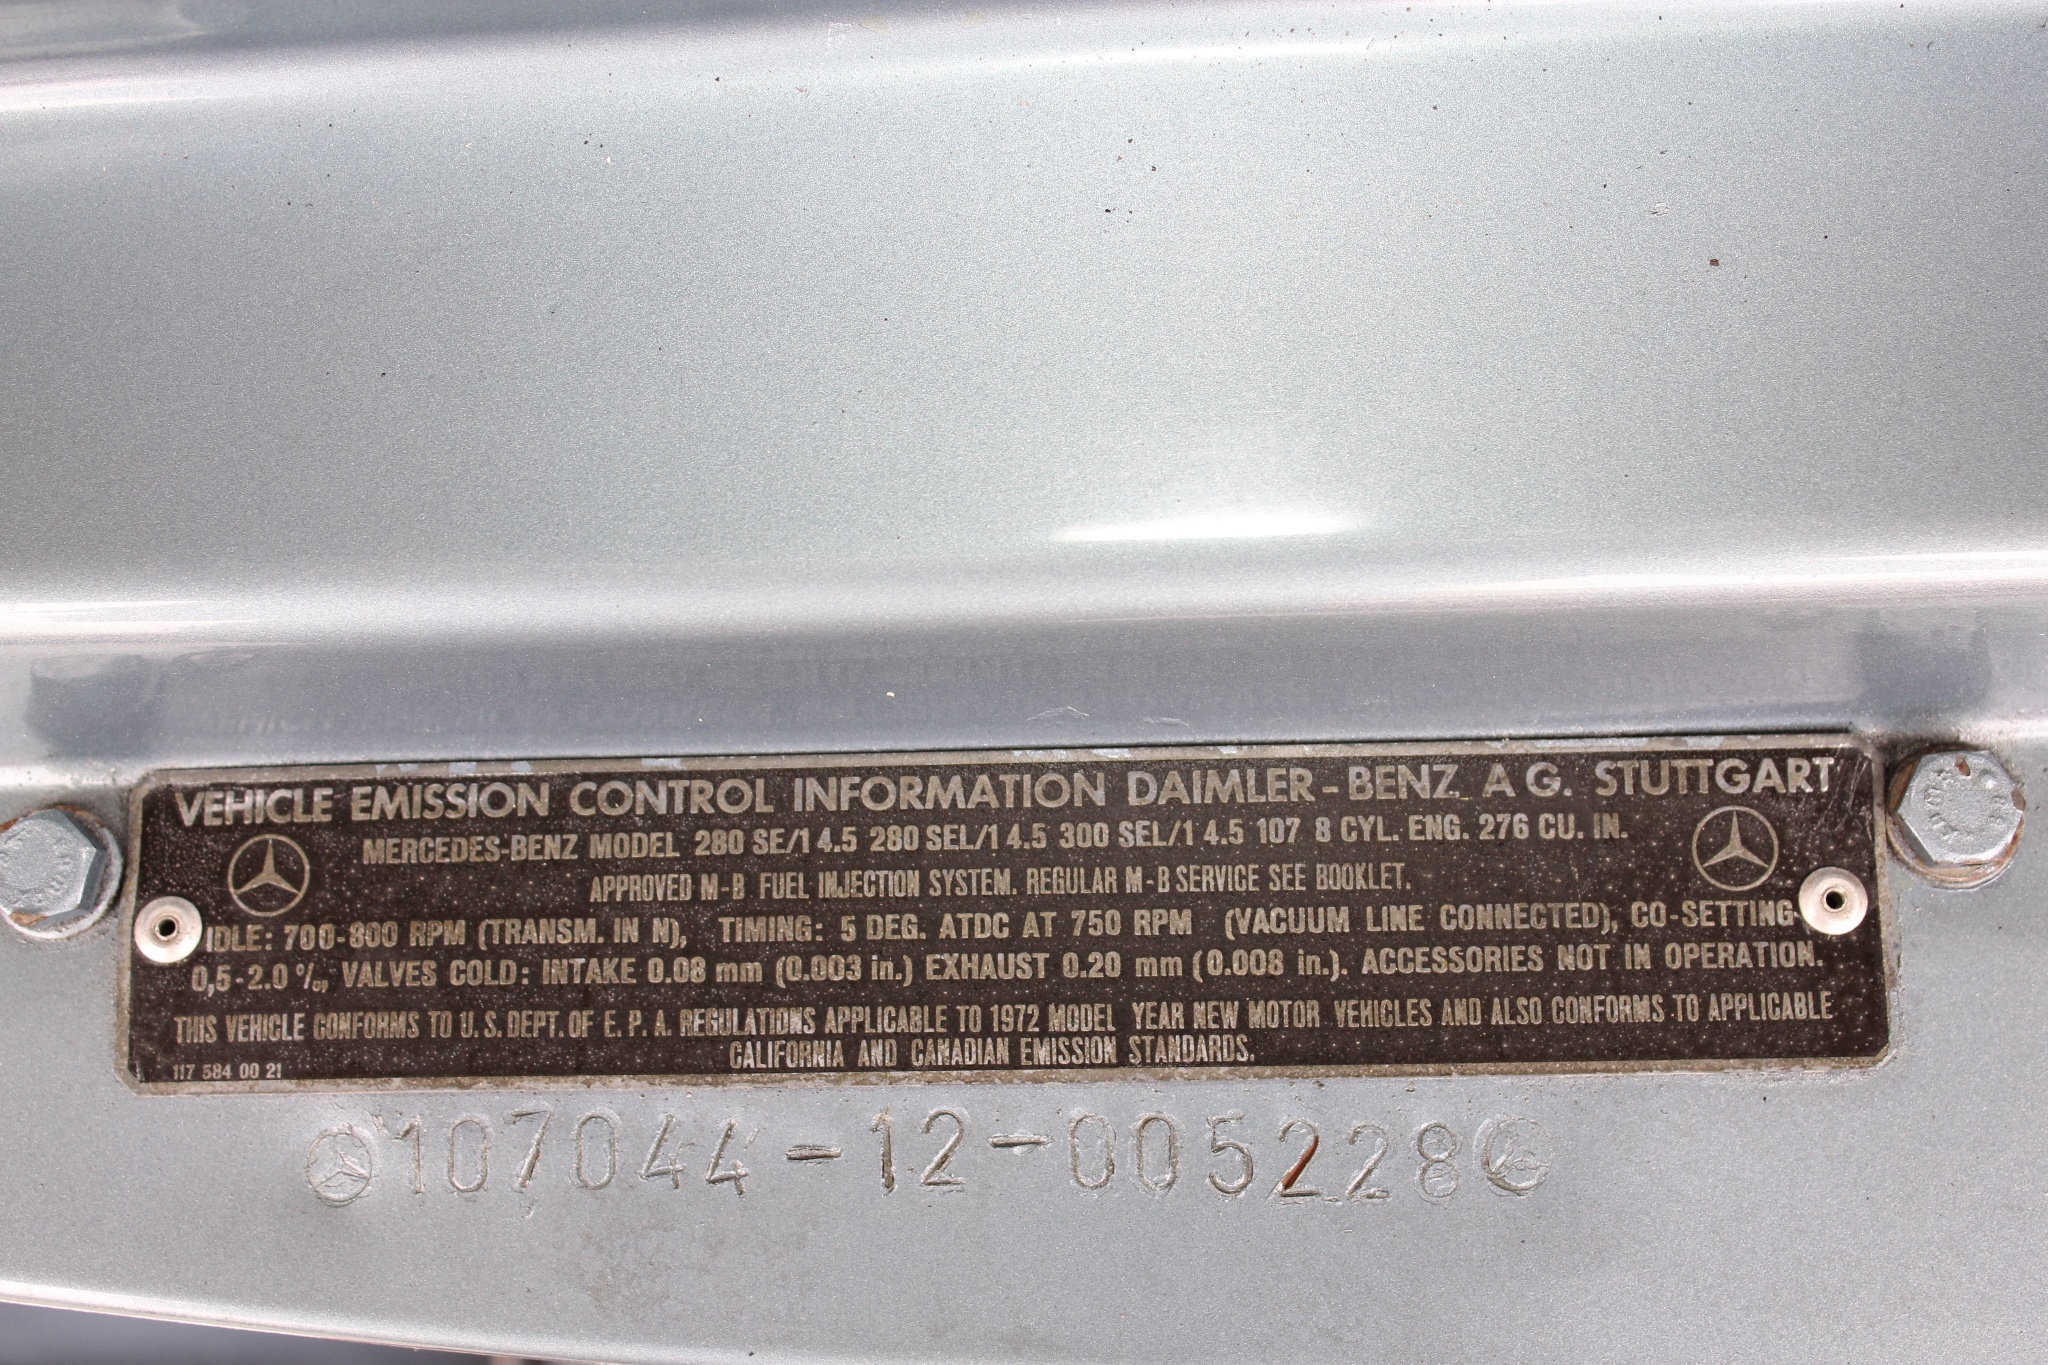 VEHICLE EMISSION CONTROL INFORMATION DAIMLER-BENZ AG. STUTTGART
MERCEDES-BENZ MODEL 280 SE/1 4.5 280 SEL/1 4.5 300 SEL/1 4.5 107 8 CYL. ENG. 276 CU. IN.
APPROVED M-B FUEL INJECTION SYSTEM. REGULAR M-B SERVICE SEE BOOKLET.
IDLE: 700-800 RPM (TRANSM. IN N), TIMING: 5 DEG. ATDC AT 750 RPM (VACUUM LINE CONNECTED), CO-SETTING-
0,5-2.0 %, VALVES COLD: INTAKE 0.08 mm (0.003 in.) EXHAUST 0.20 mm (0.008 in.). ACCESSORIES NOT IN OPERATION.
THIS VEHICLE CONFORMS TO U.S. DEPT. OF E.P.A. REGULATIONS APPLICABLE TO 1972 MODEL YEAR NEW MOTOR VEHICLES AND ALSO CONFORMS TO APPLICABLE
CALIFORNIA AND CANADIAN EMISSION STANDARDS.
117 584 00 21
107044-12-005228